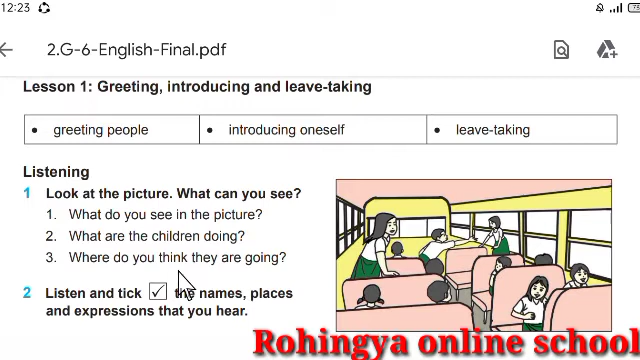 12:23
2.G-6-English-Final.pdf
Lesson 1: Greeting, introducing and leave-taking
• greeting people • introducing oneself • leave-taking
Listening
1 Look at the picture. What can you see?
1. What do you see in the picture?
2. What are the children doing?
3. Where do you think they are going?
2 Listen and tick ✓ the names, places
and expressions that you hear.
Rohingya online school